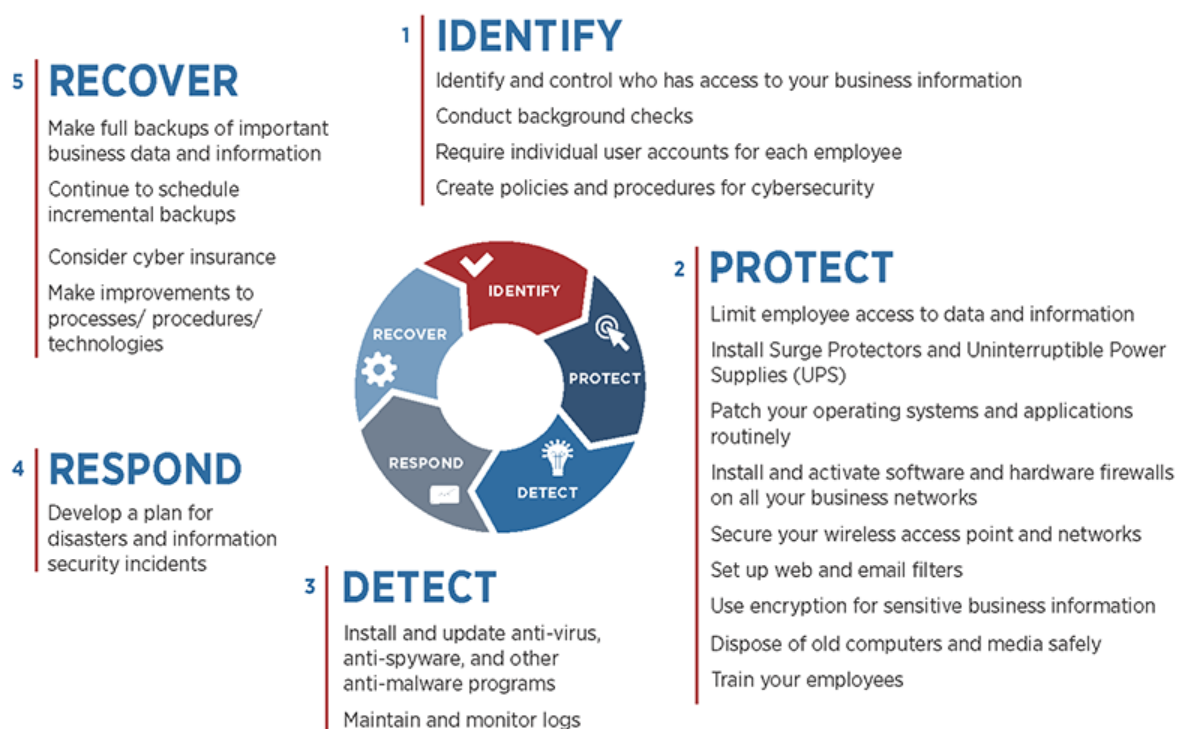 1
IDENTIFY
Identify and control who has access to your business information
Conduct background checks
Require individual user accounts for each employee
Create policies and procedures for cybersecurity
2
PROTECT
Limit employee access to data and information
Install Surge Protectors and Uninterruptible Power
Supplies (UPS)
Patch your operating systems and applications
routinely
Install and activate software and hardware firewalls
on all your business networks
Secure your wireless access point and networks
Set up web and email filters
Use encryption for sensitive business information
Dispose of old computers and media safely
Train your employees
3
DETECT
Install and update anti-virus,
anti-spyware, and other
anti-malware programs
Maintain and monitor logs
4
RESPOND
Develop a plan for
disasters and information
security incidents
5
RECOVER
Make full backups of important
business data and information
Continue to schedule
incremental backups
Consider cyber insurance
Make improvements to
processes/ procedures/
technologies
IDENTIFY
PROTECT
DETECT
RESPOND
RECOVER